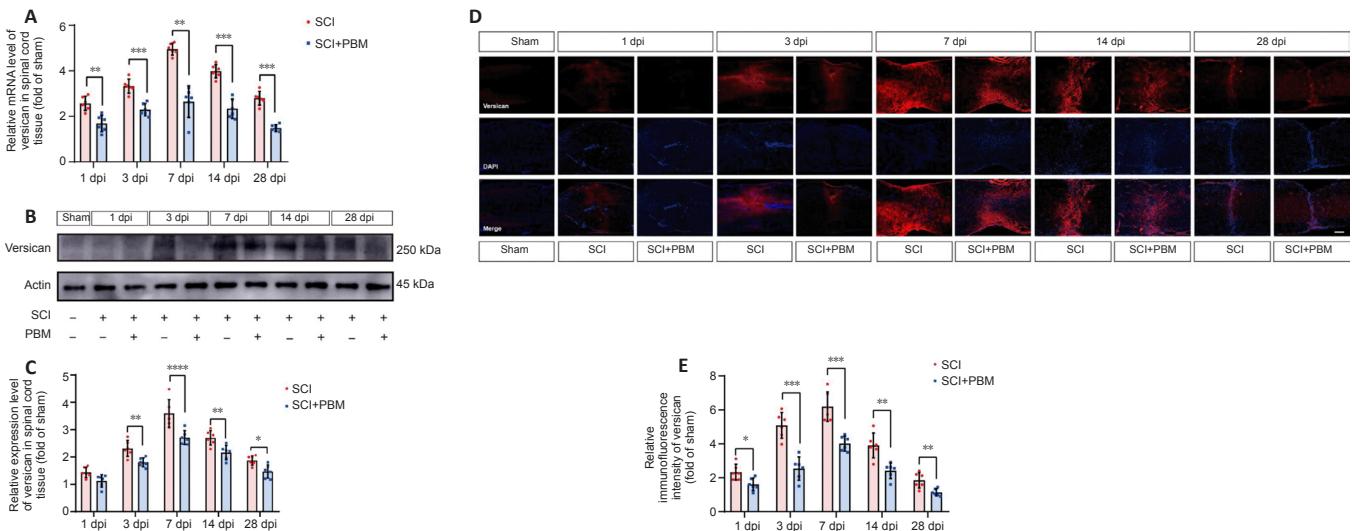 A
Relative mRNA level of
versican in spinal cord
tissue (fold of sham)
6
4
2
0
** *** ** *** ***
SCI
SCI+PBM
1 dpi 3 dpi 7 dpi 14 dpi 28 dpi
B
Sham 1 dpi 3 dpi 7 dpi 14 dpi 28 dpi
Versican 250 kDa
Actin 45 kDa
SCI – + + + + + + + + + +
PBM – – + – + – + – + – +
C
Relative expression level
of versican in spinal cord
tissue (fold of sham)
5
4
3
2
1
0
** **** ** *
SCI
SCI+PBM
1 dpi 3 dpi 7 dpi 14 dpi 28 dpi
D
Sham 1 dpi 3 dpi 7 dpi 14 dpi 28 dpi
Versican
DAPI
Merge
Sham SCI SCI+PBM SCI SCI+PBM SCI SCI+PBM SCI SCI+PBM SCI SCI+PBM
E
Relative
immunofluorescence
intensity of versican
(fold of sham)
8
6
4
2
0
* *** *** ** **
SCI
SCI+PBM
1 dpi 3 dpi 7 dpi 14 dpi 28 dpi